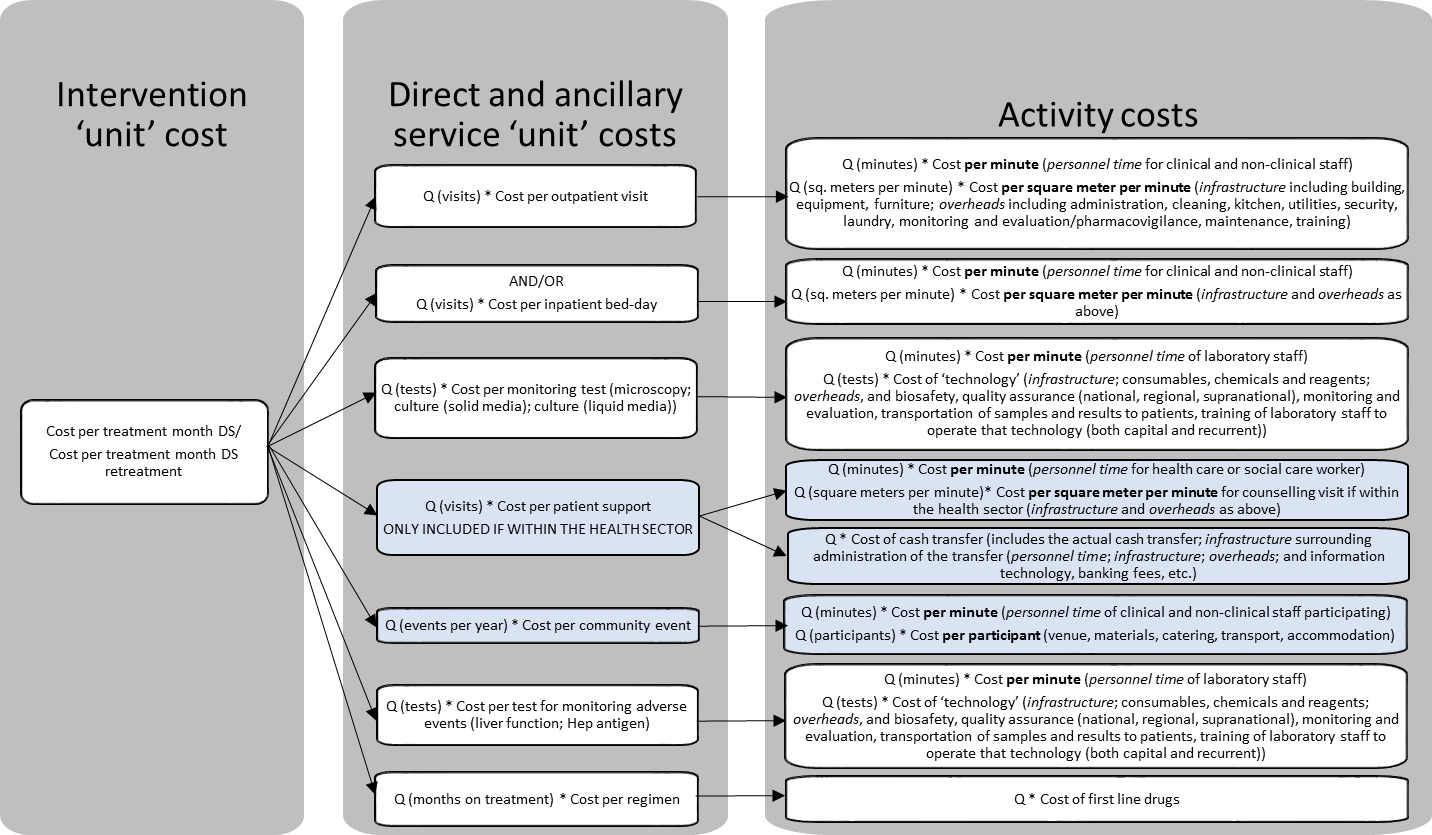 Intervention
‘unit’ cost
Direct and ancillary
service ‘unit’ costs
Activity costs
Cost per treatment month DS/
Cost per treatment month DS
retreatment
Q (visits) * Cost per outpatient visit
Q (minutes) * Cost per minute (personnel time for clinical and non-clinical staff)
Q (sq. meters per minute) * Cost per square meter per minute (infrastructure including building,
equipment, furniture; overheads including administration, cleaning, kitchen, utilities, security,
laundry, monitoring and evaluation/pharmacovigilance, maintenance, training)
AND/OR
Q (visits) * Cost per inpatient bed-day
Q (minutes) * Cost per minute (personnel time for clinical and non-clinical staff)
Q (sq. meters per minute) * Cost per square meter per minute (infrastructure and overheads as
above)
Q (tests) * Cost per monitoring test (microscopy;
culture (solid media); culture (liquid media))
Q (minutes) * Cost per minute (personnel time of laboratory staff)
Q (tests) * Cost of ‘technology’ (infrastructure; consumables, chemicals and reagents;
overheads, and biosafety, quality assurance (national, regional, supranational), monitoring and
evaluation, transportation of samples and results to patients, training of laboratory staff to
operate that technology (both capital and recurrent))
Q (visits) * Cost per patient support
ONLY INCLUDED IF WITHIN THE HEALTH SECTOR
Q (minutes) * Cost per minute (personnel time for health care or social care worker)
Q (square meters per minute)* Cost per square meter per minute for counselling visit if within
the health sector (infrastructure and overheads as above)
Q * Cost of cash transfer (includes the actual cash transfer; infrastructure surrounding
administration of the transfer (personnel time; infrastructure; overheads; and information
technology, banking fees, etc.)
Q (events per year) * Cost per community event
Q (minutes) * Cost per minute (personnel time of clinical and non-clinical staff participating)
Q (participants) * Cost per participant (venue, materials, catering, transport, accommodation)
Q (tests) * Cost per test for monitoring adverse
events (liver function; Hep antigen)
Q (minutes) * Cost per minute (personnel time of laboratory staff)
Q (tests) * Cost of ‘technology’ (infrastructure; consumables, chemicals and reagents;
overheads, and biosafety, quality assurance (national, regional, supranational), monitoring and
evaluation, transportation of samples and results to patients, training of laboratory staff to
operate that technology (both capital and recurrent))
Q (months on treatment) * Cost per regimen
Q * Cost of first line drugs